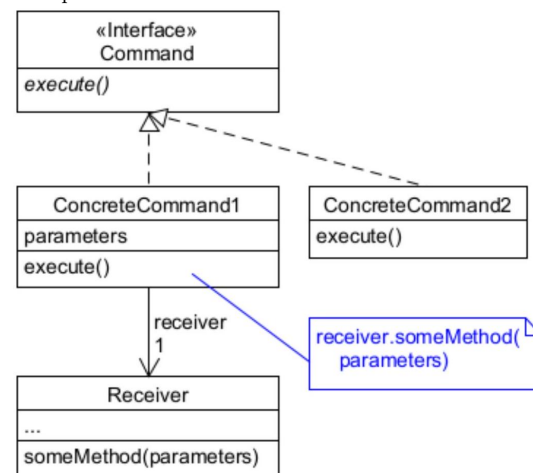 «Interface»
Command
execute()
ConcreteCommand1
parameters
execute()
ConcreteCommand2
execute()
receiver
1
receiver.someMethod(
parameters)
Receiver
...
someMethod(parameters)